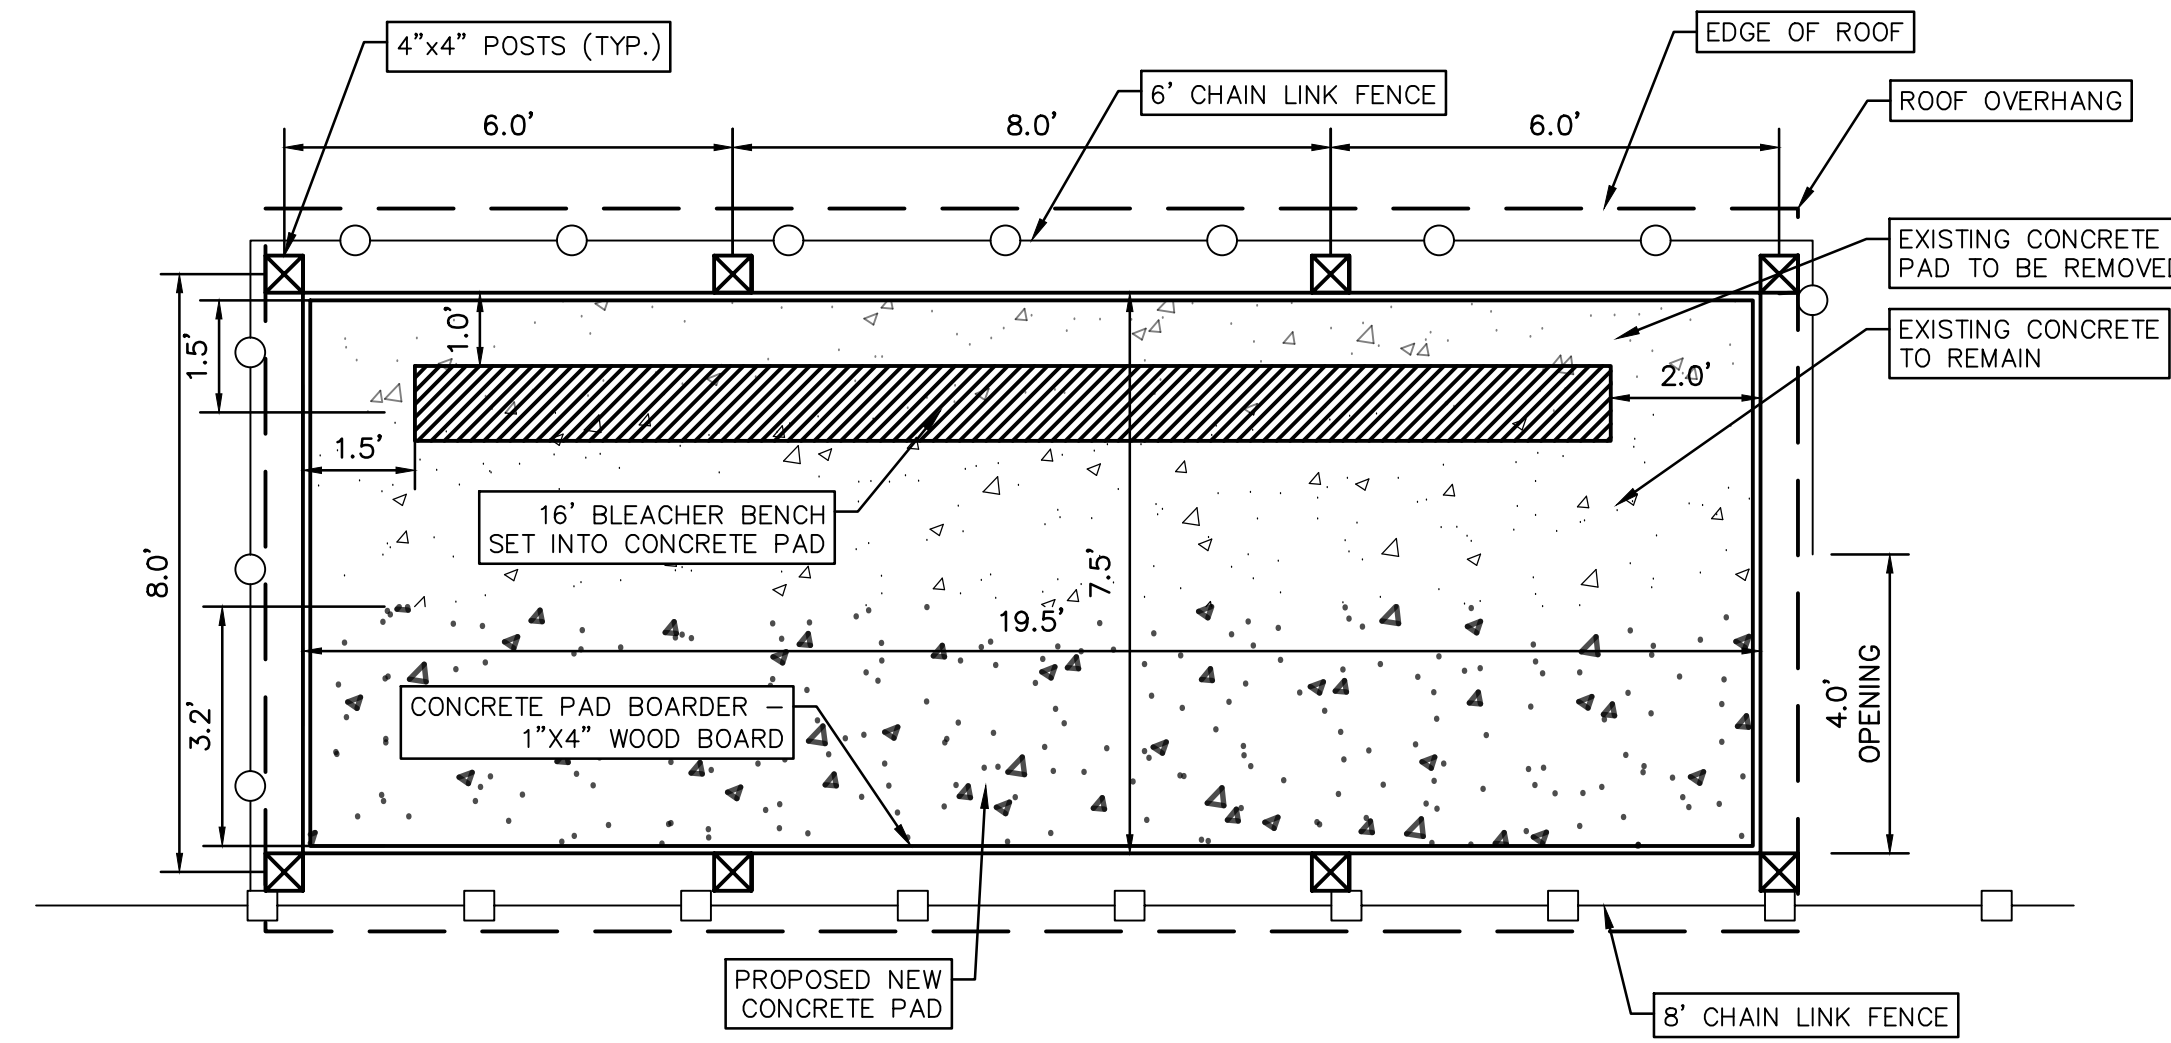 4"x4" POSTS (TYP.)
EDGE OF ROOF
6' CHAIN LINK FENCE
ROOF OVERHANG
6.0'
8.0'
6.0'
EXISTING CONCRETE
PAD TO BE REMOVED
1.5'
1.0'
EXISTING CONCRETE
TO REMAIN
2.0'
1.5'
16' BLEACHER BENCH
SET INTO CONCRETE PAD
8.0'
7.5'
19.5'
3.2'
CONCRETE PAD BOARDER –
1"X4" WOOD BOARD
4.0'
OPENING
PROPOSED NEW
CONCRETE PAD
8' CHAIN LINK FENCE